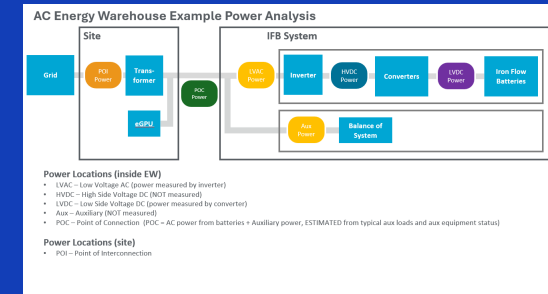 AC Energy Warehouse Example Power Analysis
Site
IFB System
Grid
POI
Power
Trans-
former
eGPU
POC
Power
LVAC
Power
Inverter
HVDC
Power
Converters
LVDC
Power
Iron Flow
Batteries
Aux
Power
Balance of
System
Power Locations (inside EW)
• LVAC – Low Voltage AC (power measured by inverter)
• HVDC – High Side Voltage DC (NOT measured)
• LVDC – Low Side Voltage DC (power measured by converter)
• Aux – Auxiliary (NOT measured)
• POC – Point of Connection (POC = AC power from batteries + Auxiliary power, ESTIMATED from typical aux loads and aux equipment status)
Power Locations (site)
• POI – Point of Interconnection